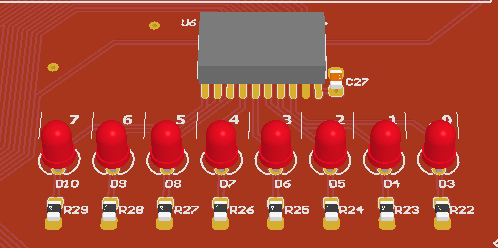 U6
C27
7 6 5 4 3 2 1 0
D10 D9 D8 D7 D6 D5 D4 D3
R29 R28 R27 R26 R25 R24 R23 R22